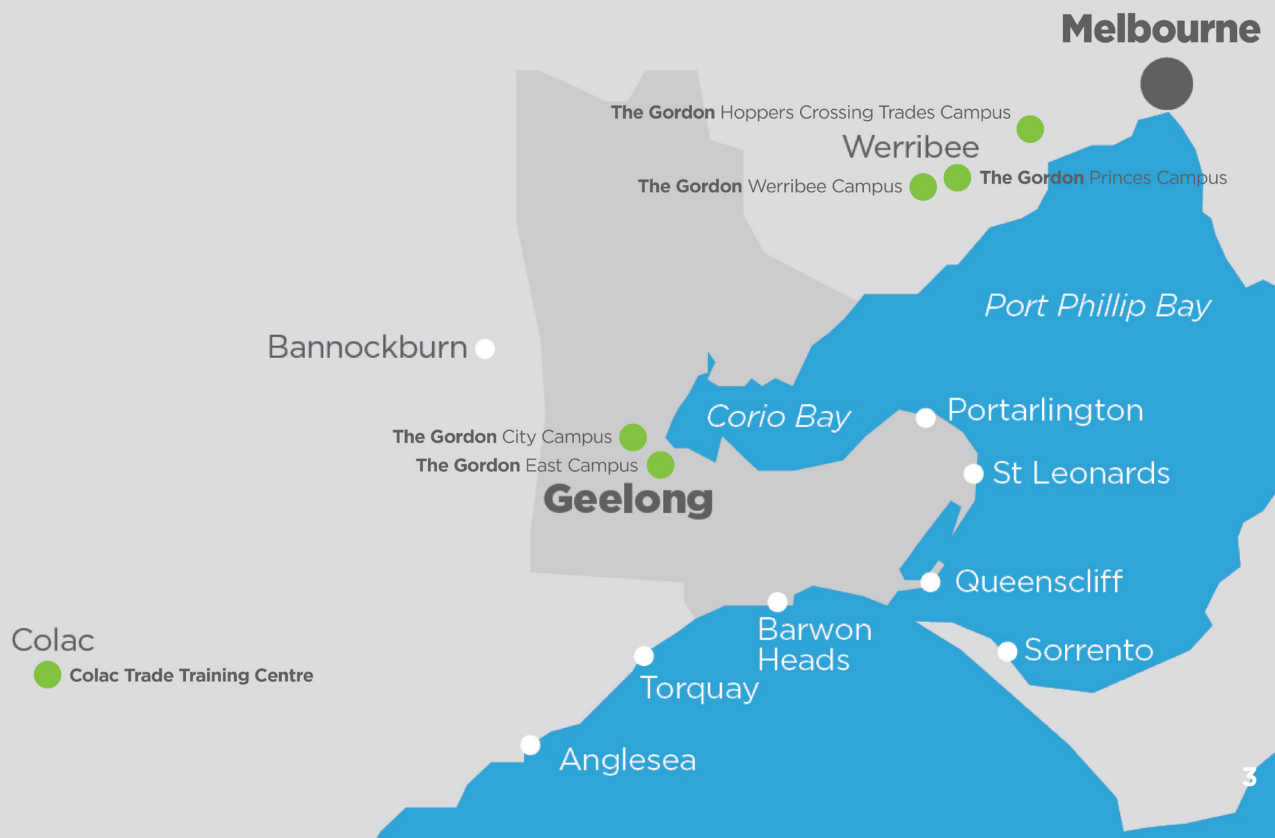 Melbourne
The Gordon Hoppers Crossing Trades Campus
Werribee
The Gordon Werribee Campus
The Gordon Princes Campus
Port Phillip Bay
Bannockburn
Corio Bay
Portarlington
The Gordon City Campus
The Gordon East Campus
St Leonards
Geelong
Queenscliff
Barwon
Heads
Colac
Sorrento
Colac Trade Training Centre
Torquay
Anglesea
3